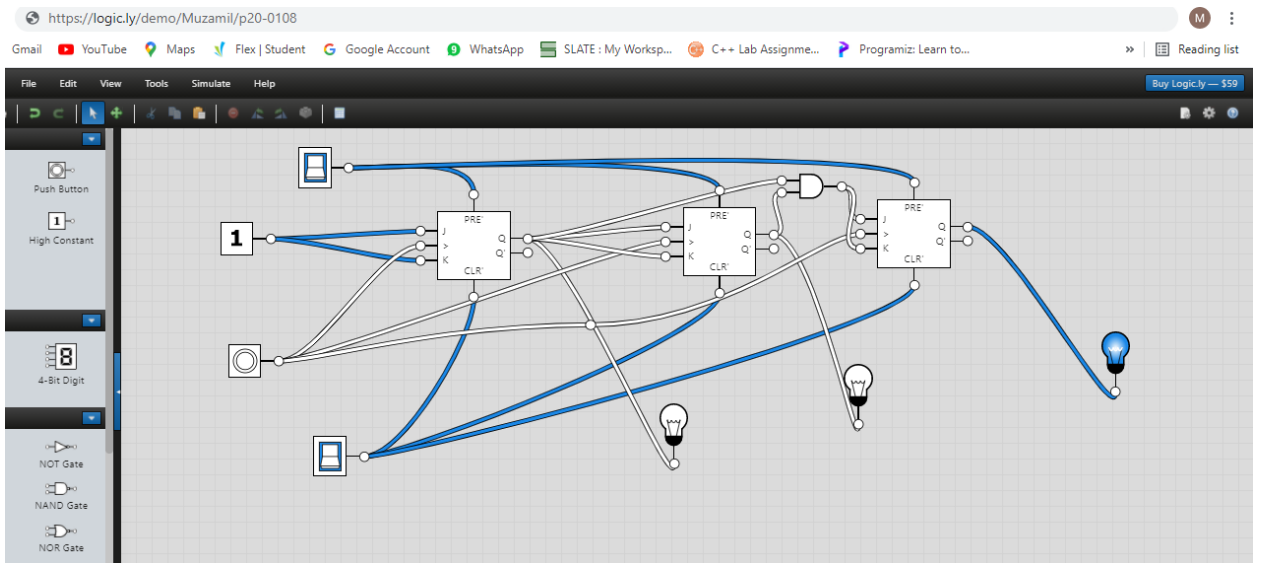 https://logic.ly/demo/Muzamil/p20-0108
M
Gmail YouTube Maps Flex | Student Google Account WhatsApp SLATE : My Worksp... C++ Lab Assignme... Programiz: Learn to... » Reading list
File Edit View Tools Simulate Help Buy Logic.ly — $59
Push Button
1
High Constant
8
4-Bit Digit
NOT Gate
NAND Gate
NOR Gate
1
PRE'
J Q
>
K Q'
CLR'
PRE'
J
> Q
K Q'
CLR'
PRE'
J Q
> Q'
K
CLR'